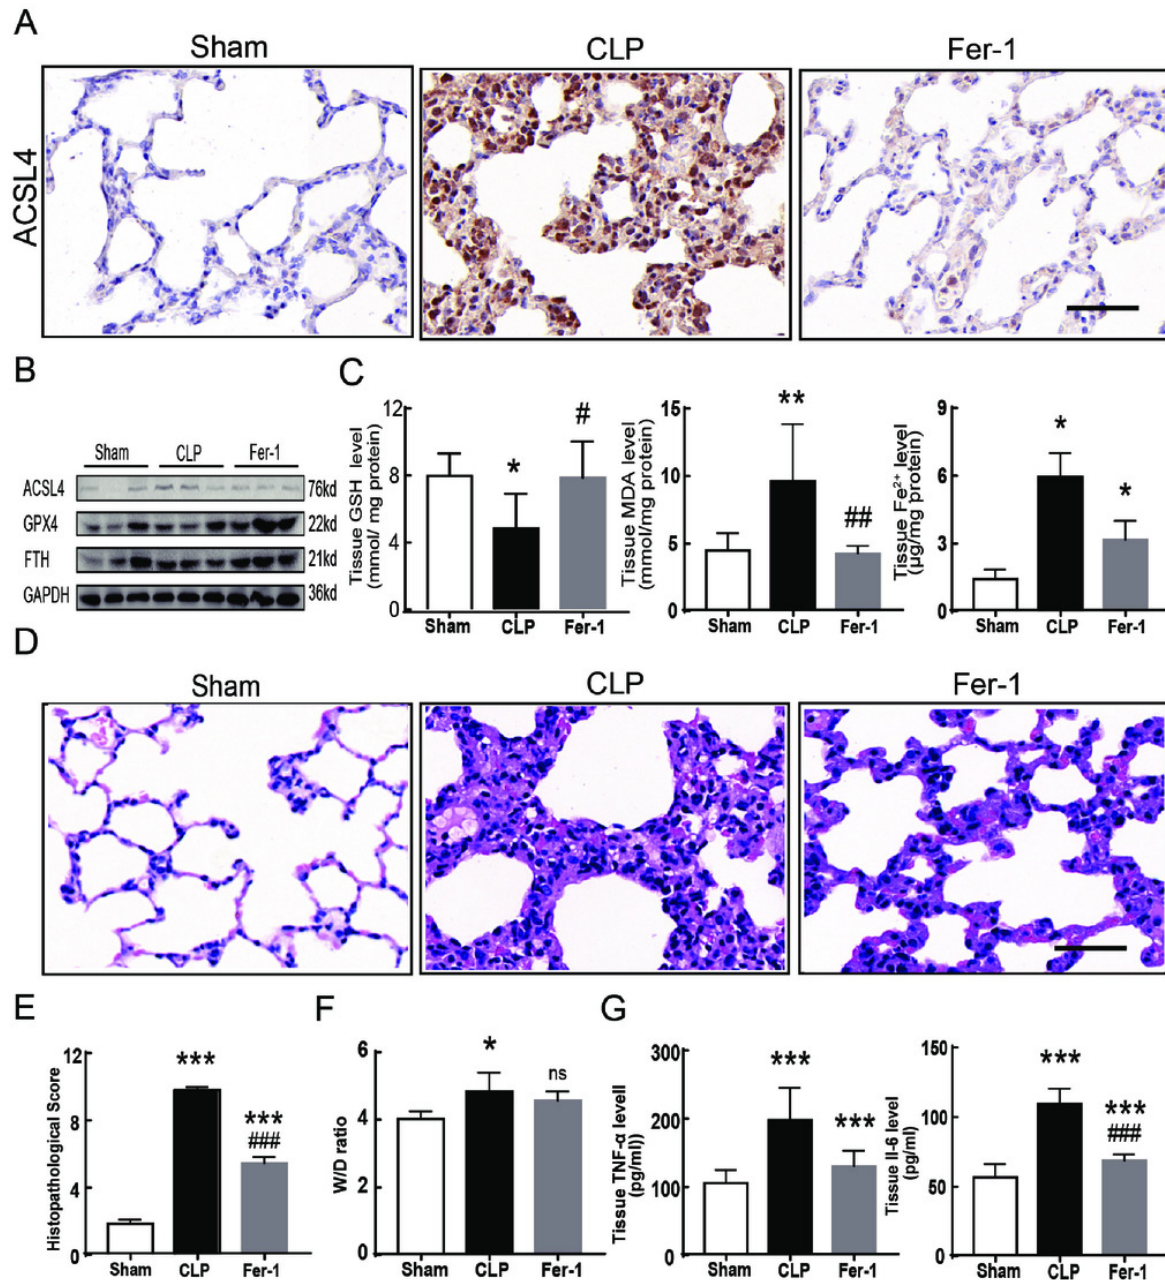 A
Sham
CLP
Fer-1
ACSL4
B
Sham
CLP
Fer-1
ACSL4
76kd
GPX4
22kd
FTH
21kd
GAPDH
36kd
C
Tissue GSH level
(mmol/ mg protein)
12
8
4
0
*
#
Sham
CLP
Fer-1
Tissue MDA level
(mmol/mg protein)
15
10
5
0
**
##
Sham
CLP
Fer-1
Tissue Fe²⁺ level
(µg/mg protein)
9
6
3
0
*
*
Sham
CLP
Fer-1
D
Sham
CLP
Fer-1
E
Histopathological Score
12
8
4
0
***
***
###
Sham
CLP
Fer-1
F
W/D ratio
6
4
2
0
*
ns
Sham
CLP
Fer-1
G
Tissue TNF-α levell
(pg/ml))
300
200
100
0
***
***
Sham
CLP
Fer-1
Tissue Il-6 level
(pg/ml)
150
100
50
0
***
***
###
Sham
CLP
Fer-1